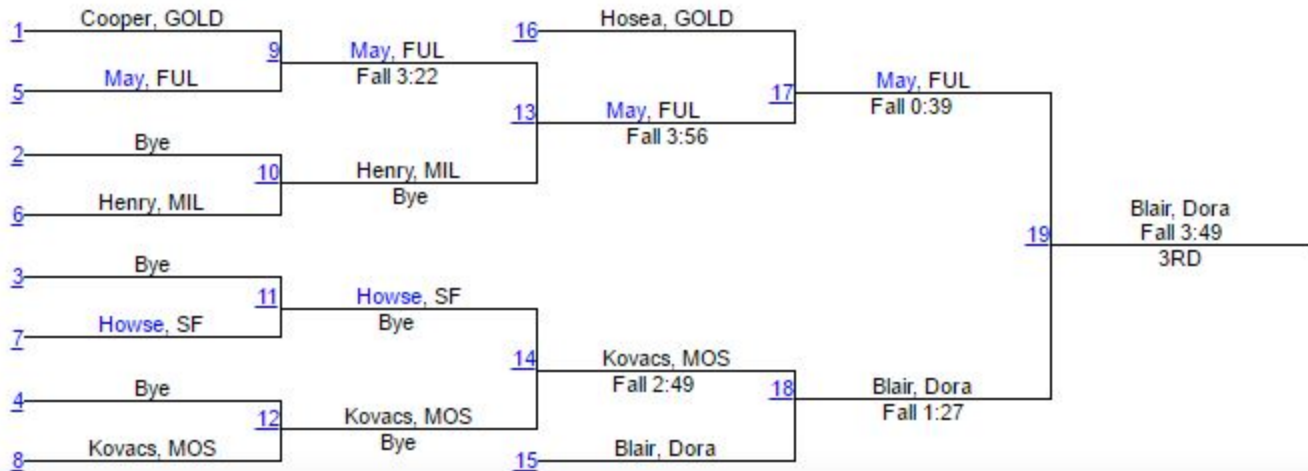 Cooper, GOLD
1
9
May, FUL
Fall 3:22
May, FUL
5
Bye
2
10
Henry, MIL
Bye
Henry, MIL
6
Bye
3
11
Howse, SF
Bye
Howse, SF
7
Bye
4
12
Kovacs, MOS
Bye
Kovacs, MOS
8
Hosea, GOLD
16
13
May, FUL
Fall 3:56
17
May, FUL
Fall 0:39
14
Kovacs, MOS
Fall 2:49
18
Blair, Dora
15
Blair, Dora
Fall 1:27
19
Blair, Dora
Fall 3:49
3RD